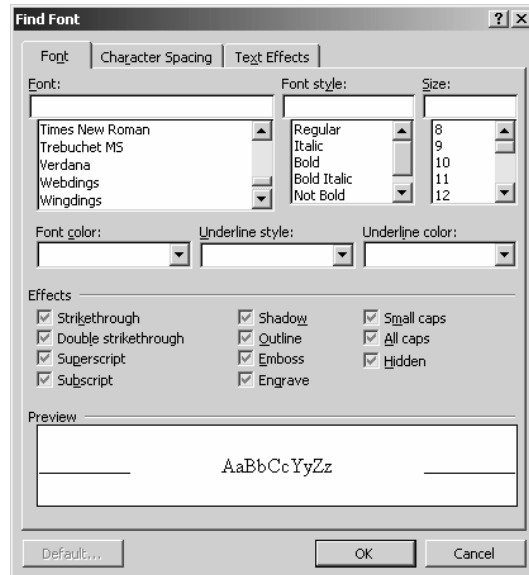 Find Font
Font Character Spacing Text Effects
Font: Font style: Size:
Times New Roman Regular 8
Trebuchet MS Italic 9
Verdana Bold 10
Webdings Bold Italic 11
Wingdings Not Bold 12
Font color: Underline style: Underline color:
Effects
Strikethrough Shadow Small caps
Double strikethrough Outline All caps
Superscript Emboss Hidden
Subscript Engrave
Preview
AaBbCcYyZz
Default... OK Cancel